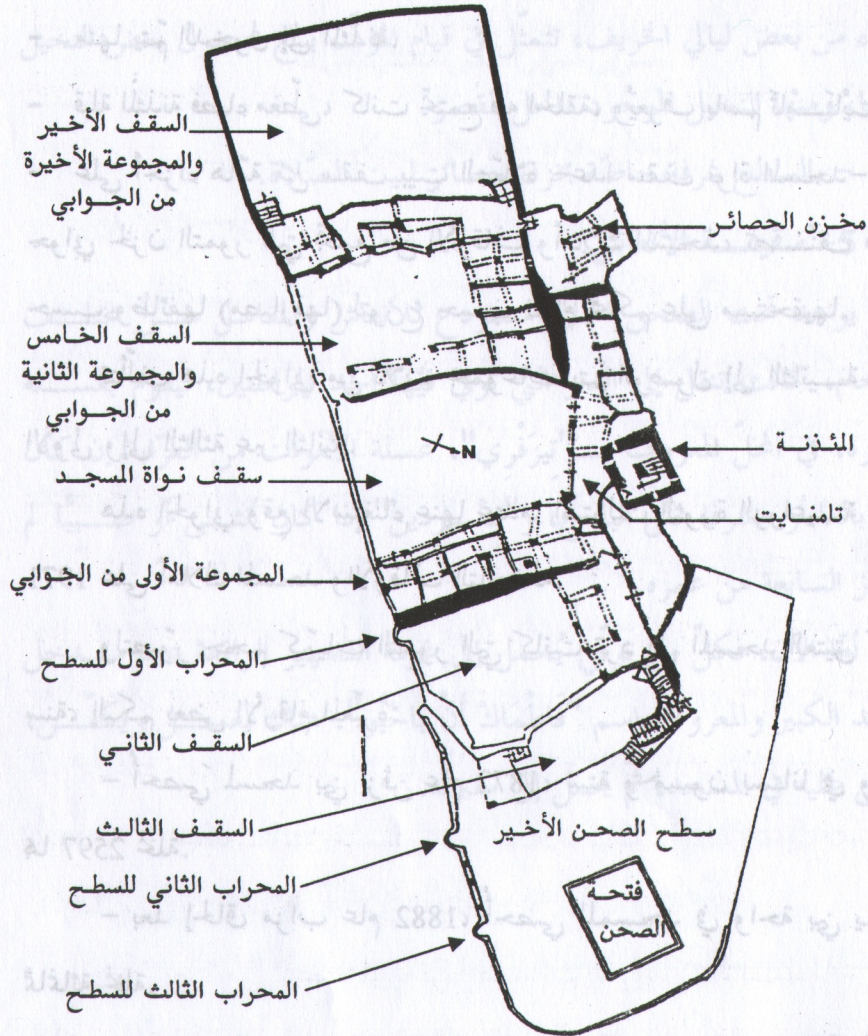 السقف الأخير
والمجموعة الأخيرة
من الجوابي
مخزن الحصائر
السقف الخامس
والمجموعة الثانية
من الجوابي
المئذنة
N
سقف نواة المسجد
تامنايت
المجموعة الأولى من الجوابي
المحراب الأول للسطح
السقف الثاني
السقف الثالث
سطح الصحن الأخير
المحراب الثاني للسطح
فتحة
الصحن
المحراب الثالث للسطح